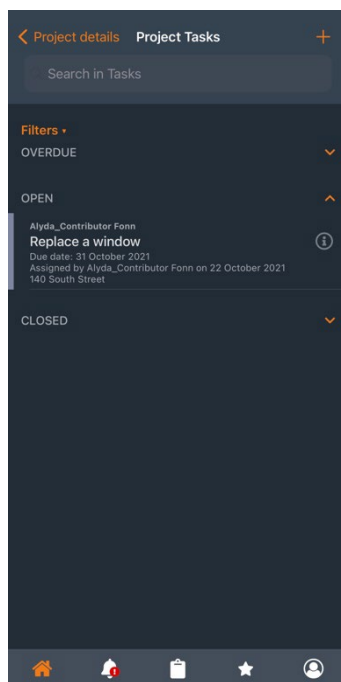 Project details Project Tasks
Search in Tasks
Filters
OVERDUE
OPEN
Alyda_Contributor Fonn
Replace a window
Due date: 31 October 2021
Assigned by Alyda_Contributor Fonn on 22 October 2021
140 South Street
CLOSED